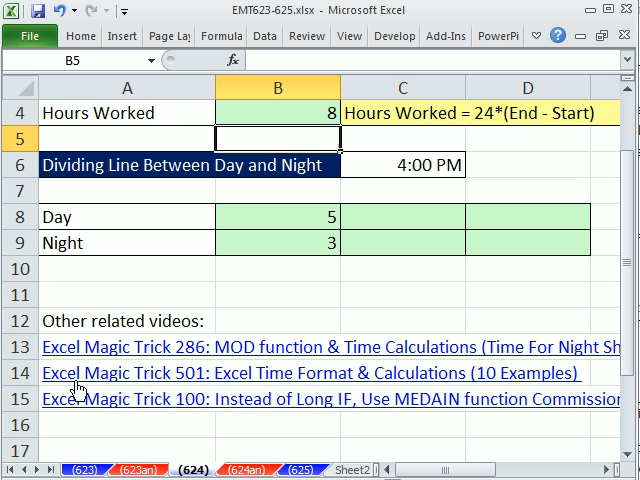 EMT623-625.xlsx - Microsoft Excel
File Home Insert Page Lay Formula Data Review View Develop Add-Ins PowerPi
B5 fx
A B C D
4 Hours Worked 8 Hours Worked = 24*(End - Start)
5
6 Dividing Line Between Day and Night 4:00 PM
7
8 Day 5
9 Night 3
10
11
12 Other related videos:
13 Excel Magic Trick 286: MOD function & Time Calculations (Time For Night Sh
14 Excel Magic Trick 501: Excel Time Format & Calculations (10 Examples)
15 Excel Magic Trick 100: Instead of Long IF, Use MEDAIN function Commission
16
17
(623) (623an) (624) (624an) (625) Sheet2